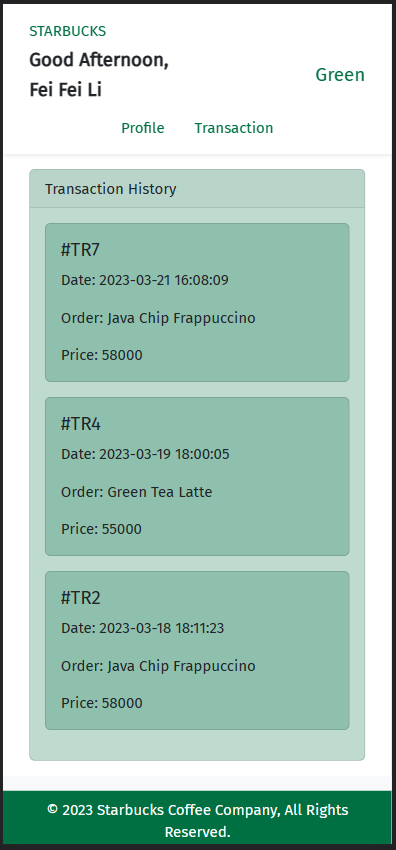 STARBUCKS
Good Afternoon,
Fei Fei Li
Green
Profile Transaction
Transaction History
#TR7
Date: 2023-03-21 16:08:09
Order: Java Chip Frappuccino
Price: 58000
#TR4
Date: 2023-03-19 18:00:05
Order: Green Tea Latte
Price: 55000
#TR2
Date: 2023-03-18 18:11:23
Order: Java Chip Frappuccino
Price: 58000
© 2023 Starbucks Coffee Company, All Rights
Reserved.